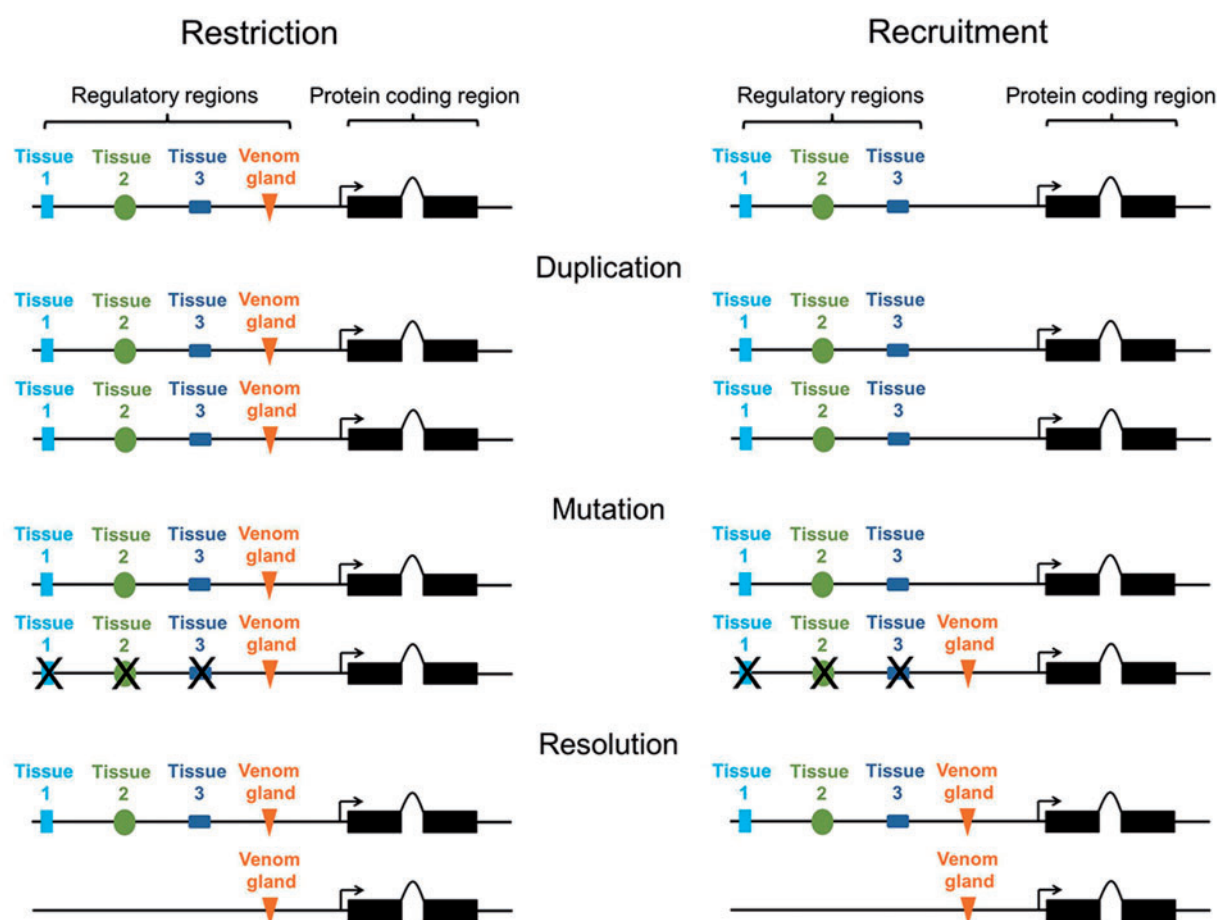 Restriction Recruitment
Regulatory regions Protein coding region Regulatory regions Protein coding region
Tissue Tissue Tissue Venom Tissue Tissue Tissue
1 2 3 gland 1 2 3
Duplication
Tissue Tissue Tissue Venom Tissue Tissue Tissue
1 2 3 gland 1 2 3
Tissue Tissue Tissue Venom Tissue Tissue Tissue
1 2 3 gland 1 2 3
Mutation
Tissue Tissue Tissue Venom Tissue Tissue Tissue
1 2 3 gland 1 2 3
Tissue Tissue Tissue Venom Tissue Tissue Tissue Venom
1 2 3 gland 1 2 3 gland
Resolution
Tissue Tissue Tissue Venom Tissue Tissue Tissue Venom
1 2 3 gland 1 2 3 gland
Venom Venom
gland gland